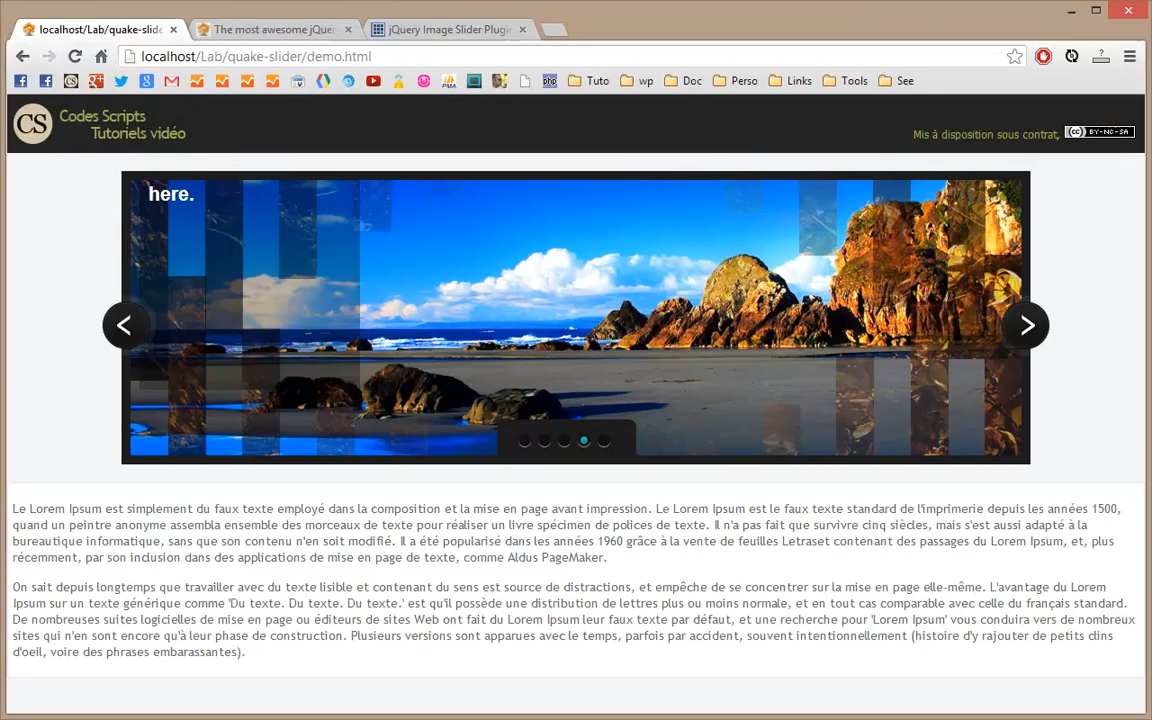 localhost/Lab/quake-slide
The most awesome jQuer
jQuery Image Slider Plugin
localhost/Lab/quake-slider/demo.html
PMA
php
Tuto
wp
Doc
Perso
Links
Tools
See
CS
Codes Scripts
Tutoriels vidéo
Mis à disposition sous contrat,
cc BY-NC-SA
here.
Le Lorem Ipsum est simplement du faux texte employé dans la composition et la mise en page avant impression. Le Lorem Ipsum est le faux texte standard de l'imprimerie depuis les années 1500,
quand un peintre anonyme assembla ensemble des morceaux de texte pour réaliser un livre spécimen de polices de texte. Il n'a pas fait que survivre cinq siècles, mais s'est aussi adapté à la
bureautique informatique, sans que son contenu n'en soit modifié. Il a été popularisé dans les années 1960 grâce à la vente de feuilles Letraset contenant des passages du Lorem Ipsum, et, plus
récemment, par son inclusion dans des applications de mise en page de texte, comme Aldus PageMaker.
On sait depuis longtemps que travailler avec du texte lisible et contenant du sens est source de distractions, et empêche de se concentrer sur la mise en page elle-même. L'avantage du Lorem
Ipsum sur un texte générique comme 'Du texte. Du texte. Du texte.' est qu'il possède une distribution de lettres plus ou moins normale, et en tout cas comparable avec celle du français standard.
De nombreuses suites logicielles de mise en page ou éditeurs de sites Web ont fait du Lorem Ipsum leur faux texte par défaut, et une recherche pour 'Lorem Ipsum' vous conduira vers de nombreux
sites qui n'en sont encore qu'à leur phase de construction. Plusieurs versions sont apparues avec le temps, parfois par accident, souvent intentionnellement (histoire d'y rajouter de petits clins
d'oeil, voire des phrases embarassantes).